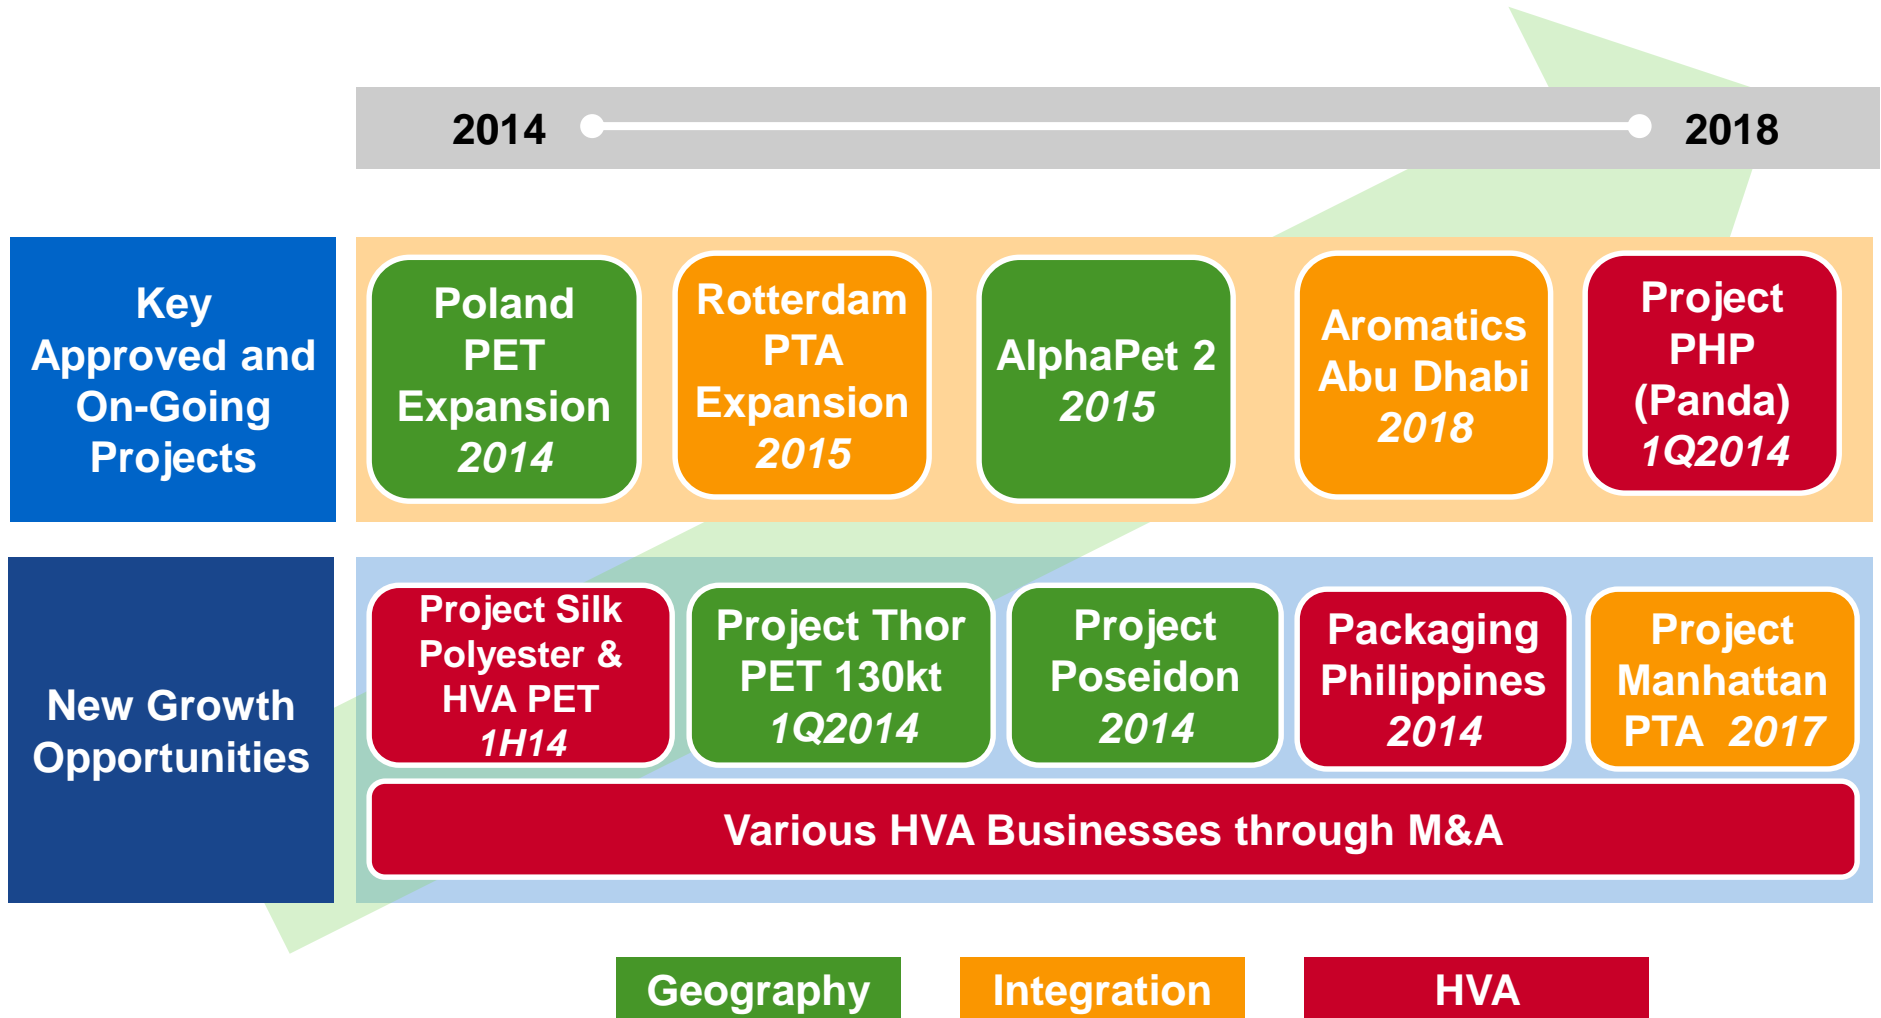 2014
2018
Key
Approved and
On-Going
Projects
Poland
PET
Expansion
2014
Rotterdam
PTA
Expansion
2015
AlphaPet 2
2015
Aromatics
Abu Dhabi
2018
Project
PHP
(Panda)
1Q2014
New Growth
Opportunities
Project Silk
Polyester &
HVA PET
1H14
Project Thor
PET 130kt
1Q2014
Project
Poseidon
2014
Packaging
Philippines
2014
Project
Manhattan
PTA 2017
Various HVA Businesses through M&A
Geography
Integration
HVA